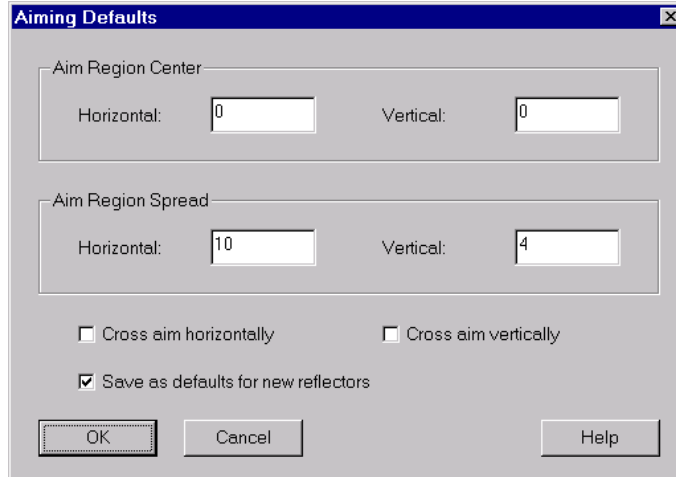 Aiming Defaults
Aim Region Center
Horizontal: 0 Vertical: 0
Aim Region Spread
Horizontal: 10 Vertical: 4
Cross aim horizontally Cross aim vertically
Save as defaults for new reflectors
OK Cancel Help